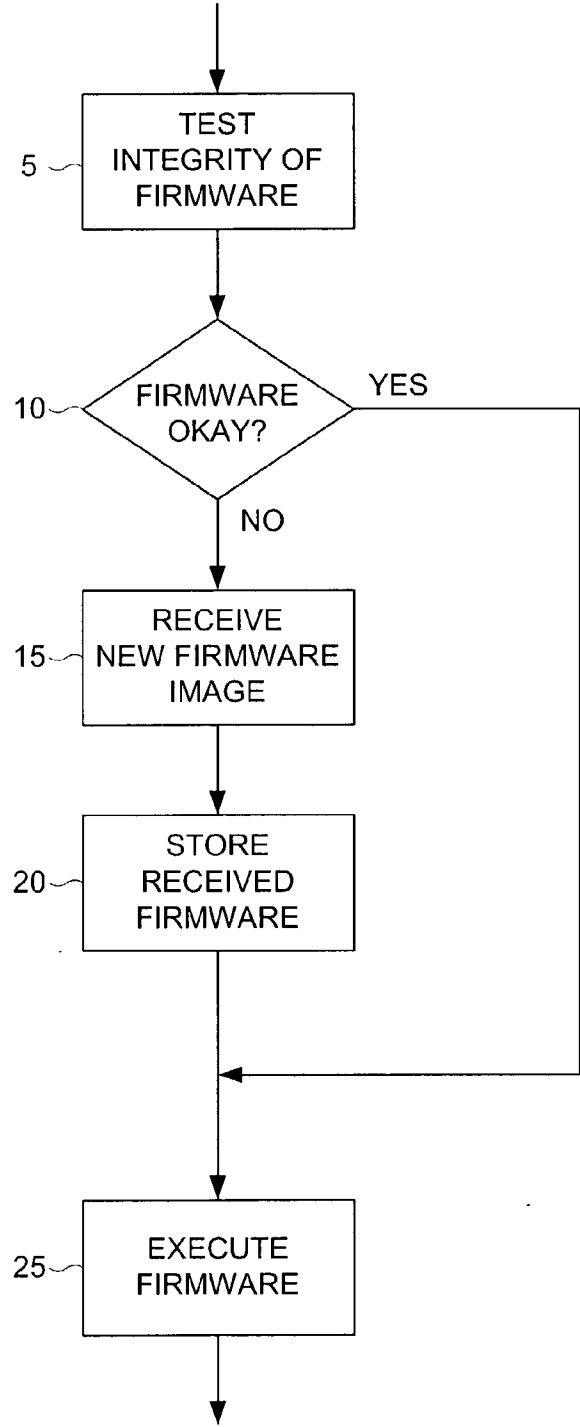 TEST
INTEGRITY OF
FIRMWARE
5
FIRMWARE
OKAY?
10
YES
NO
RECEIVE
NEW FIRMWARE
IMAGE
15
STORE
RECEIVED
FIRMWARE
20
EXECUTE
FIRMWARE
25